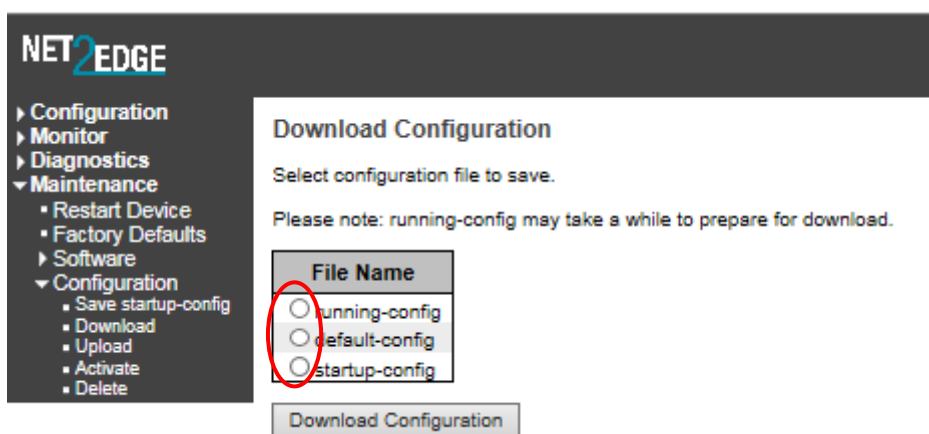 NET2EDGE
Configuration
Monitor
Diagnostics
Maintenance
Restart Device
Factory Defaults
Software
Configuration
Save startup-config
Download
Upload
Activate
Delete
Download Configuration
Select configuration file to save.
Please note: running-config may take a while to prepare for download.
File Name
running-config
default-config
startup-config
Download Configuration